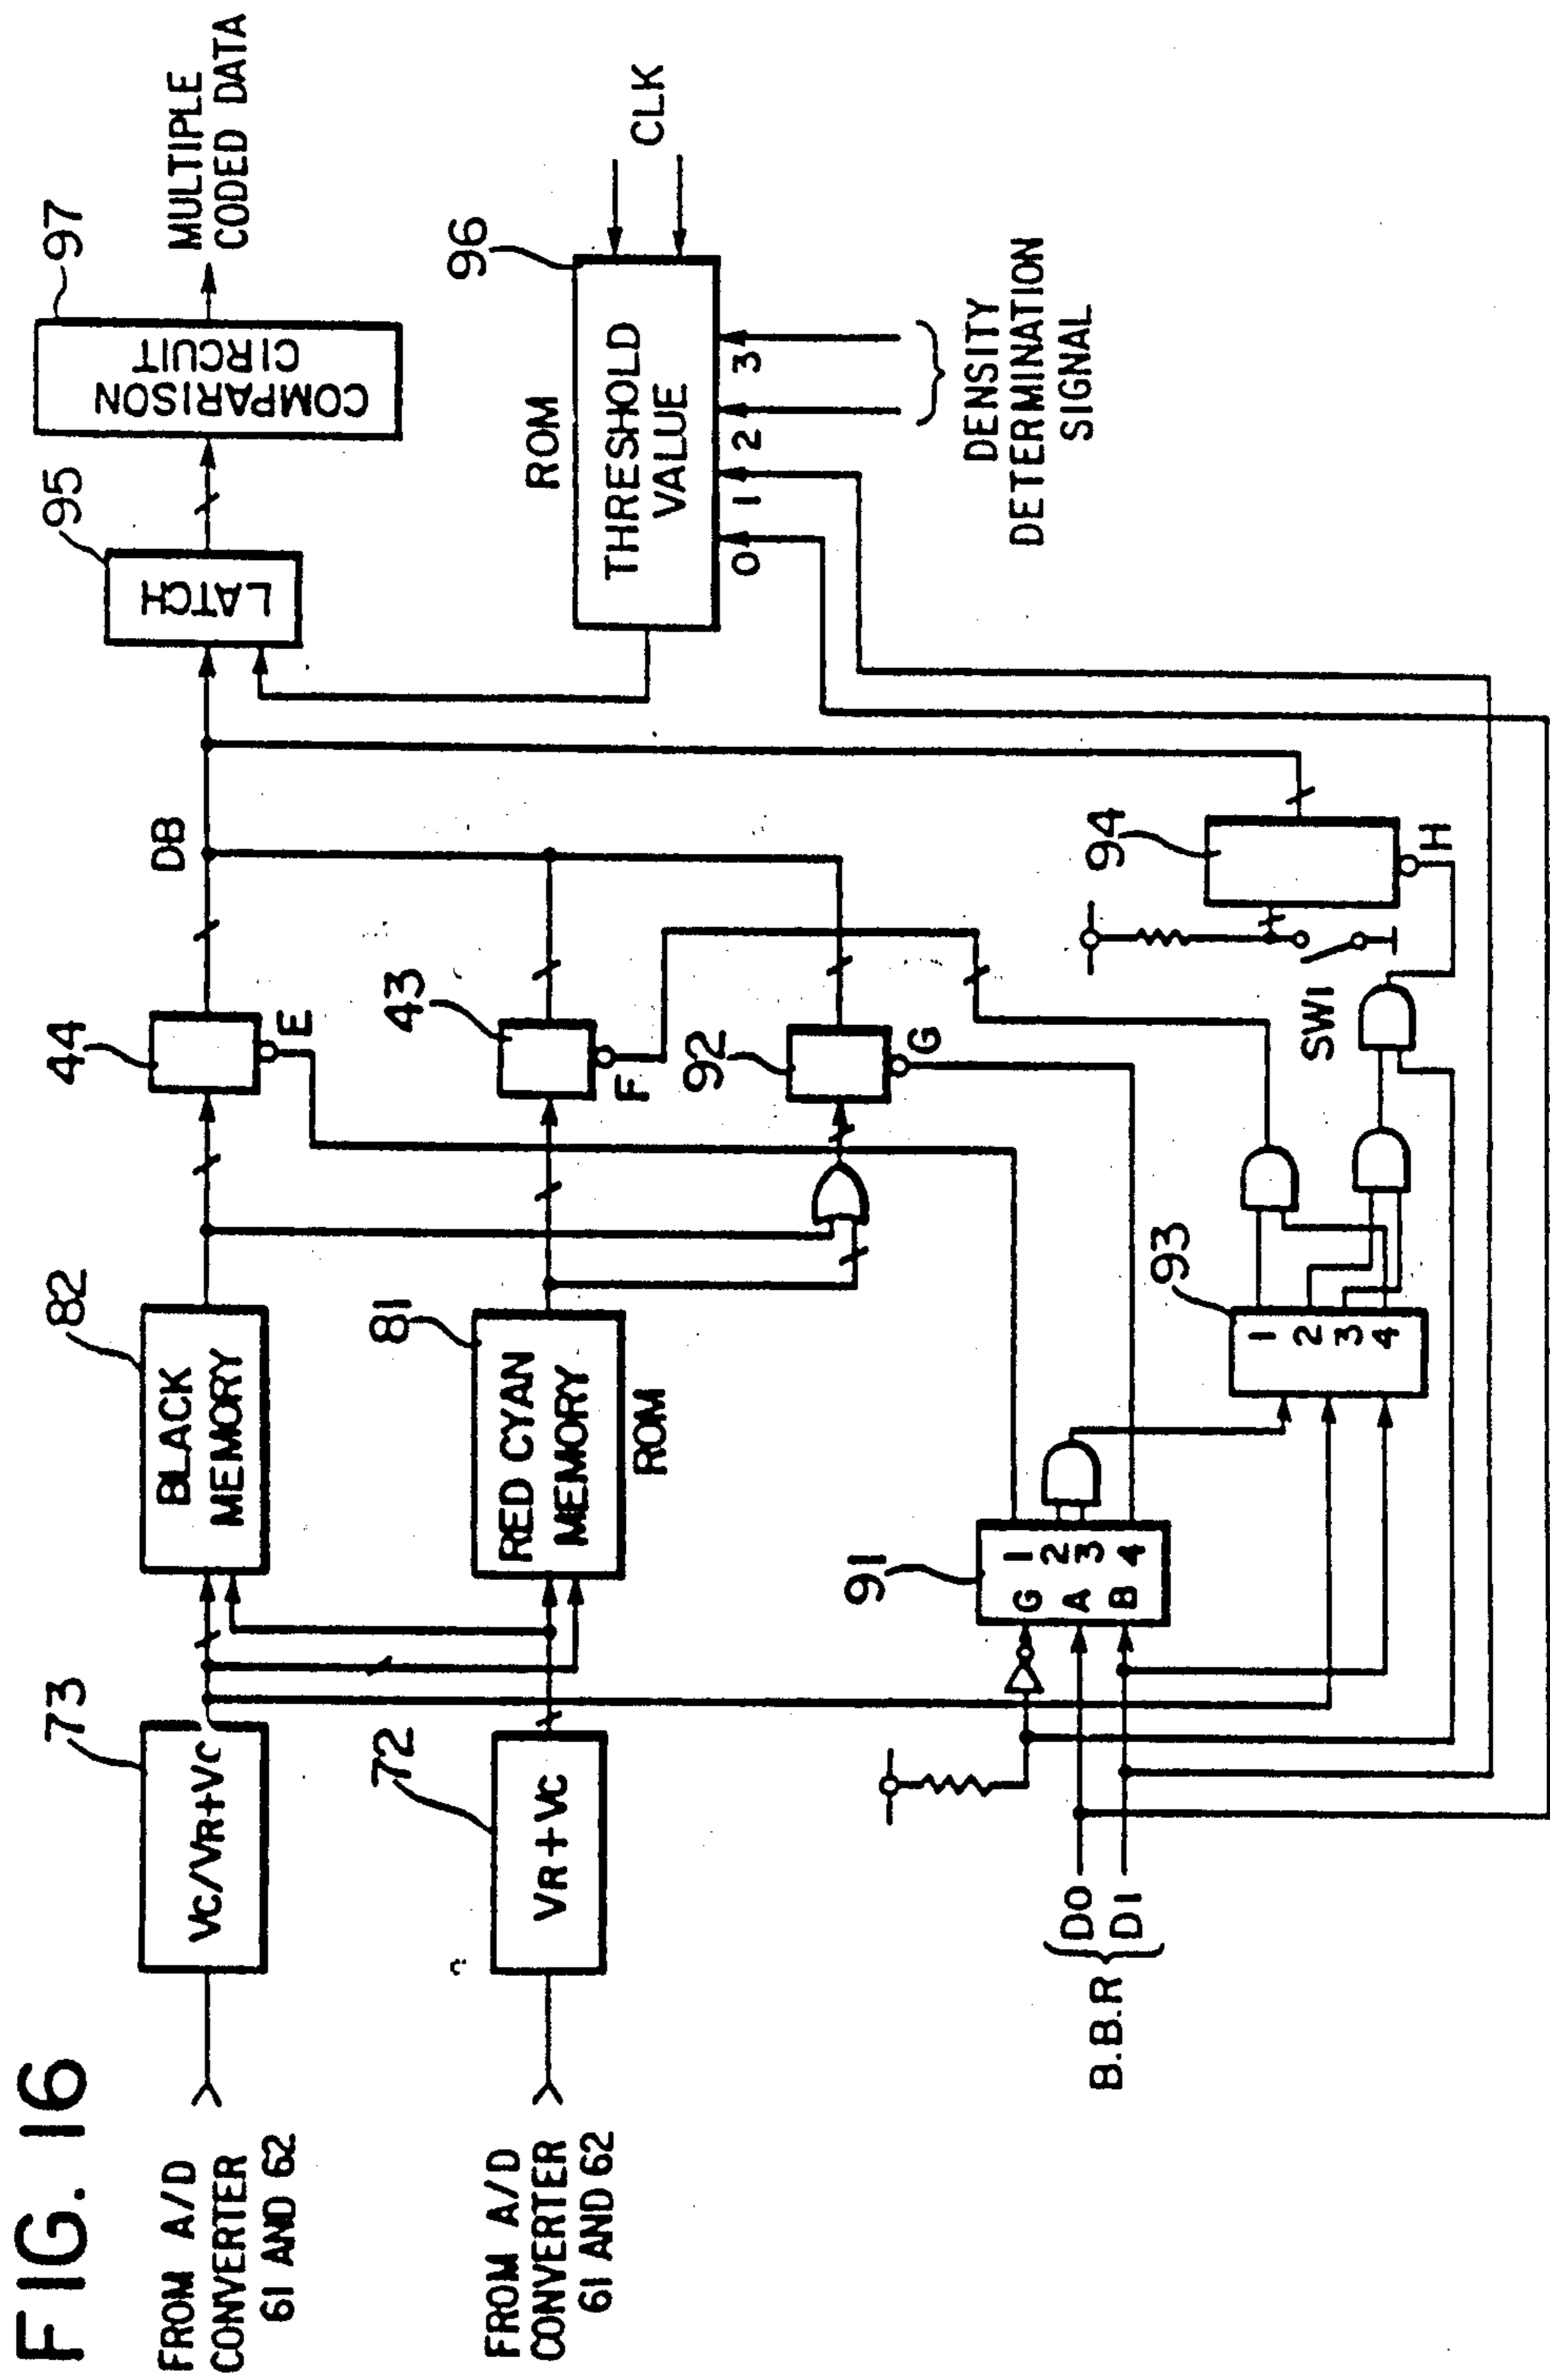 FIG. 16
FROM A/D
CONVERTER
61 AND 62
73
VC/VR+VC
82
BLACK
MEMORY
44
E
DB
95
LATCH
97
COMPARISON
CIRCUIT
MULTIPLE
CODED DATA
FROM A/D
CONVERTER
61 AND 62
72
VR+VC
81
RED CYAN
MEMORY
ROM
43
F
92
G
ROM
96
THRESHOLD
VALUE
CLK
0 1 2 3
DENSITY
DETERMINATION
SIGNAL
B.B.R
D0
D1
91
G 1
2
A 3
B 4
93
1
2
3
4
SW1
94
H